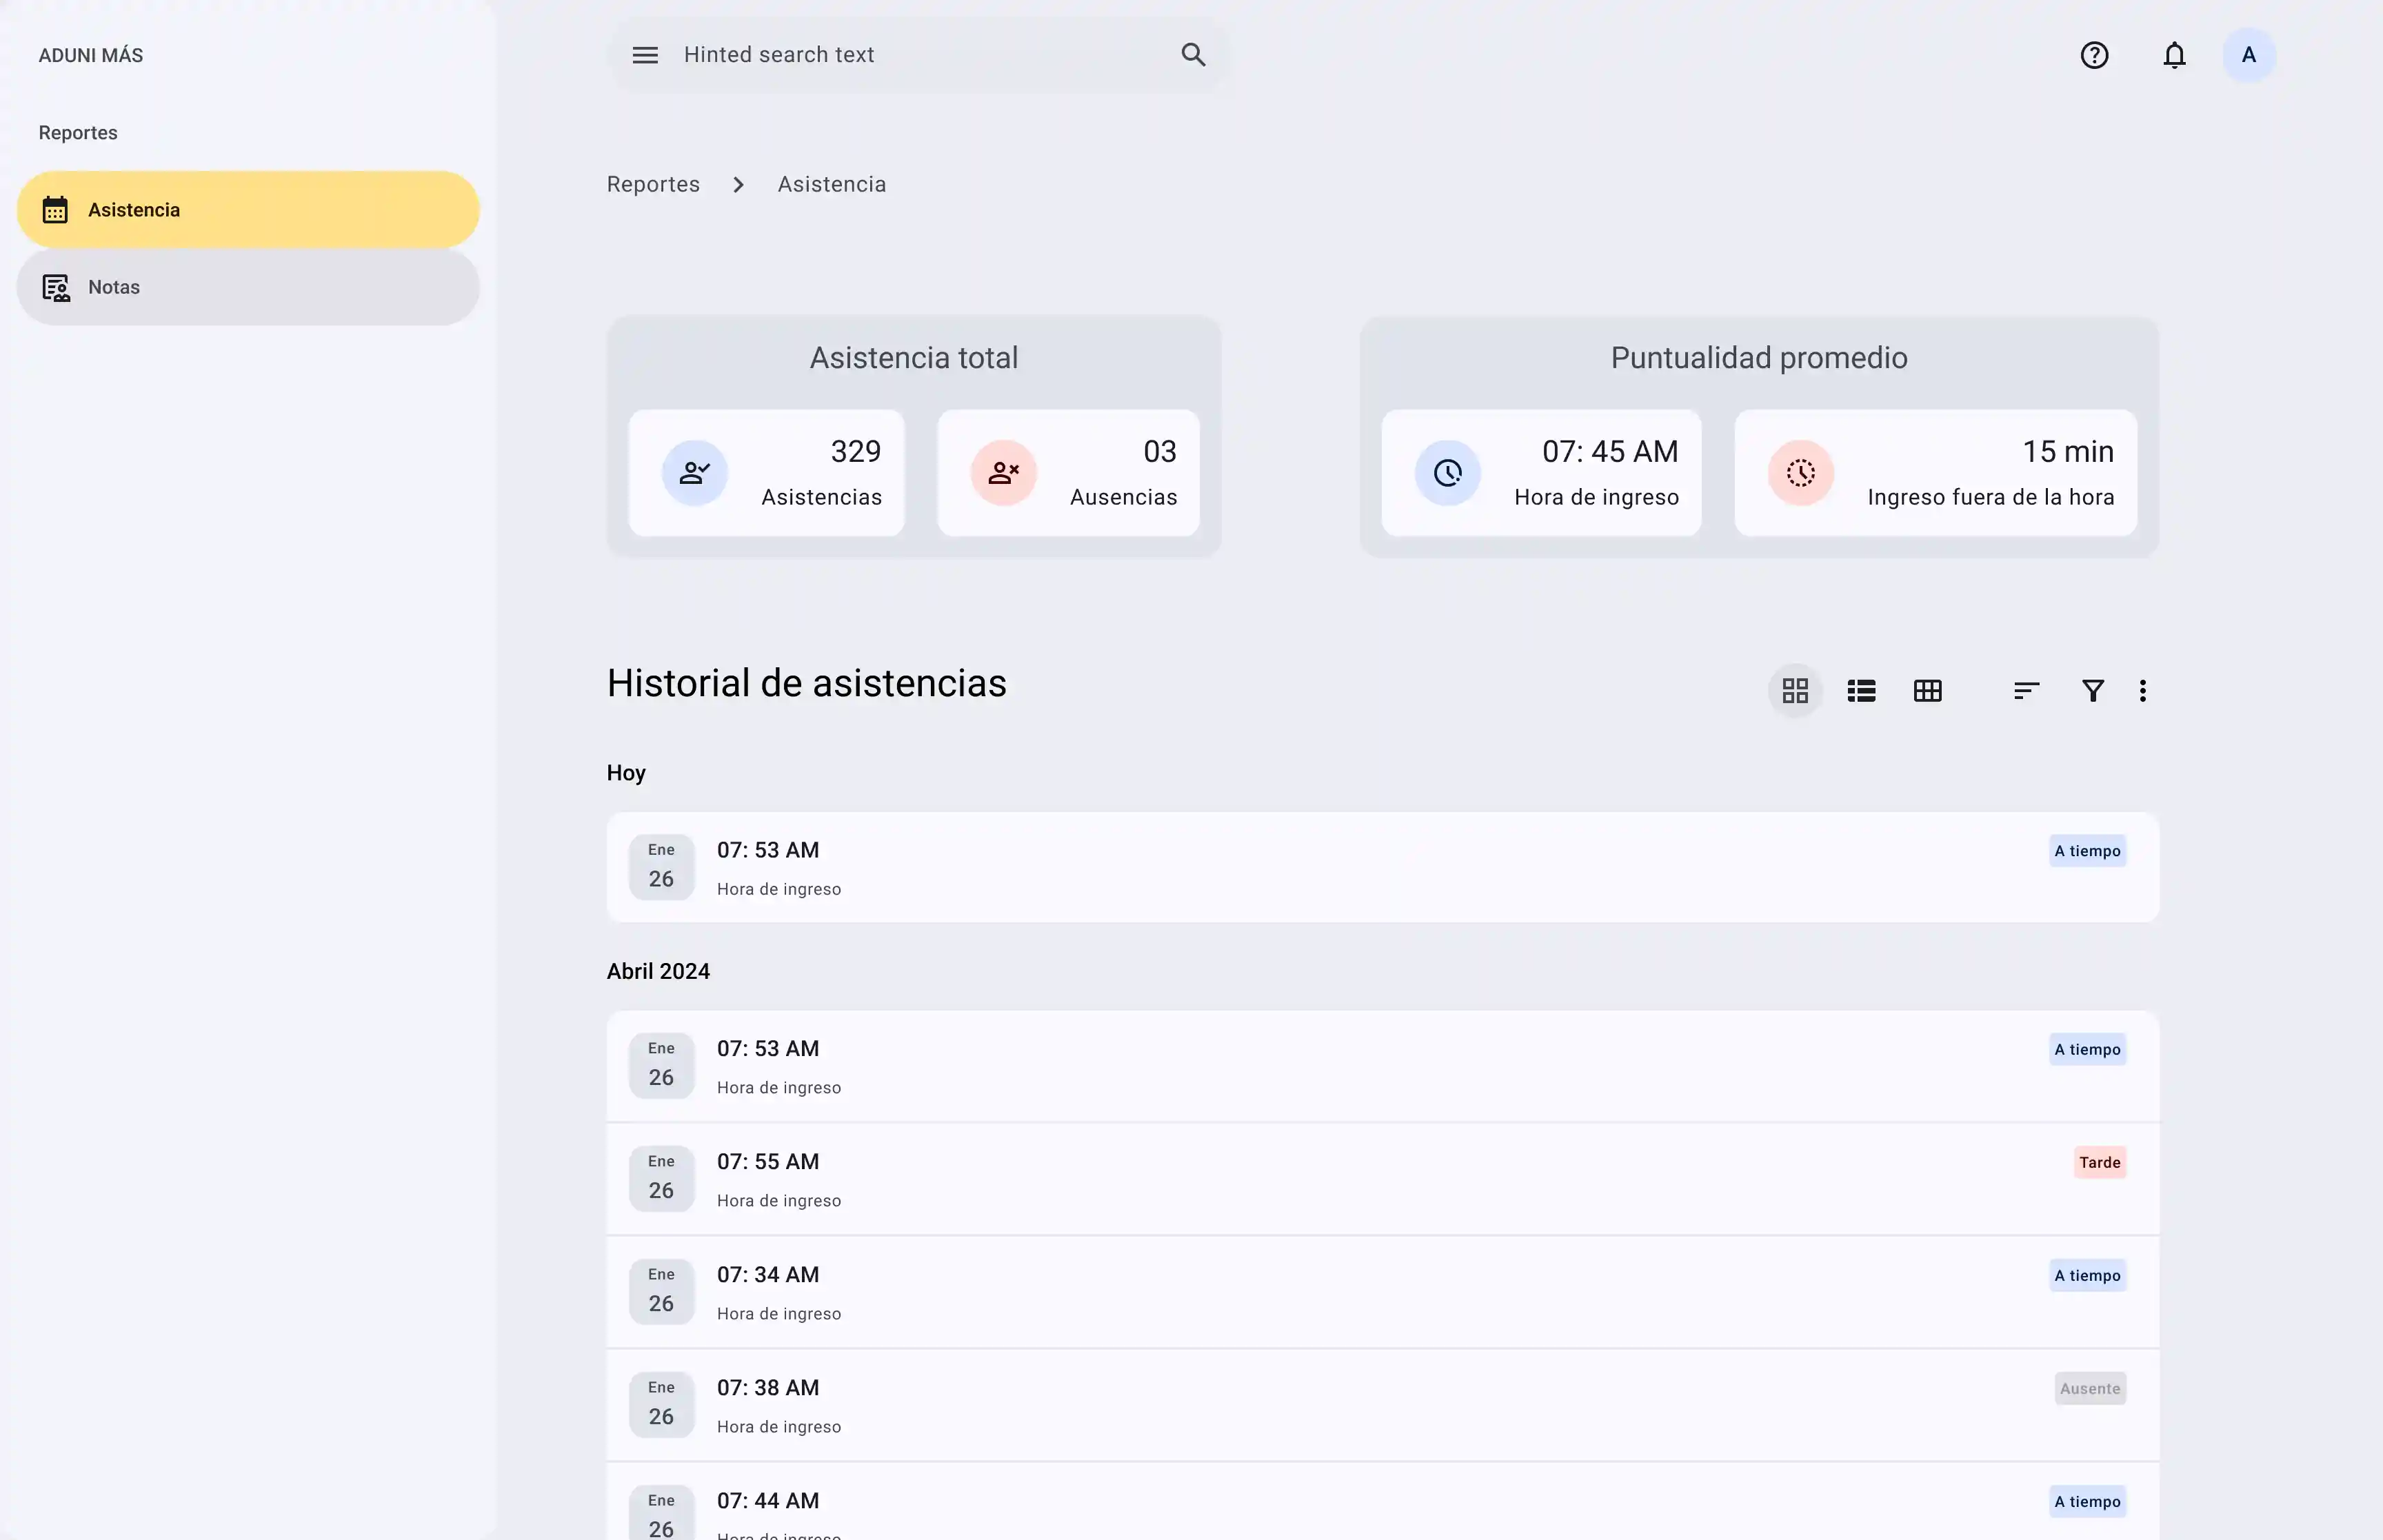 ADUNI MÁS
Reportes
Asistencia
Notas
Hinted search text
A
Reportes > Asistencia
Asistencia total
329
Asistencias
03
Ausencias
Puntualidad promedio
07: 45 AM
Hora de ingreso
15 min
Ingreso fuera de la hora
Historial de asistencias
Hoy
Ene
26
07: 53 AM
Hora de ingreso
A tiempo
Abril 2024
Ene
26
07: 53 AM
Hora de ingreso
A tiempo
Ene
26
07: 55 AM
Hora de ingreso
Tarde
Ene
26
07: 34 AM
Hora de ingreso
A tiempo
Ene
26
07: 38 AM
Hora de ingreso
Ausente
Ene
26
07: 44 AM
Hora de ingreso
A tiempo